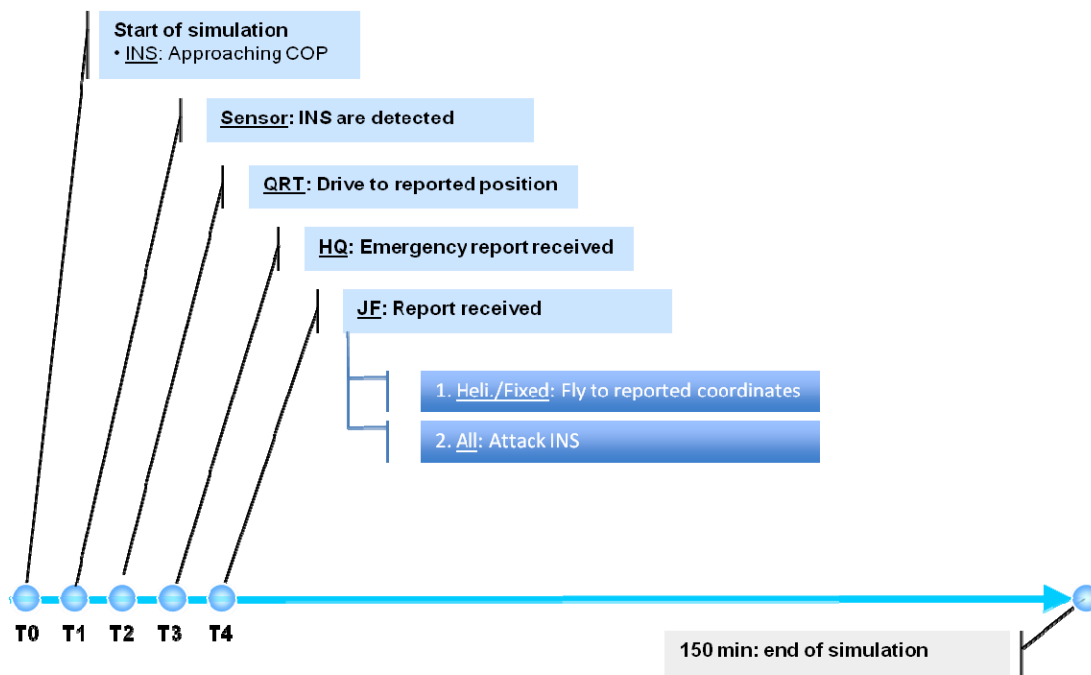 Start of simulation
• INS: Approaching COP
Sensor: INS are detected
QRT: Drive to reported position
HQ: Emergency report received
JF: Report received
1. Heli./Fixed: Fly to reported coordinates
2. All: Attack INS
T0 T1 T2 T3 T4
150 min: end of simulation